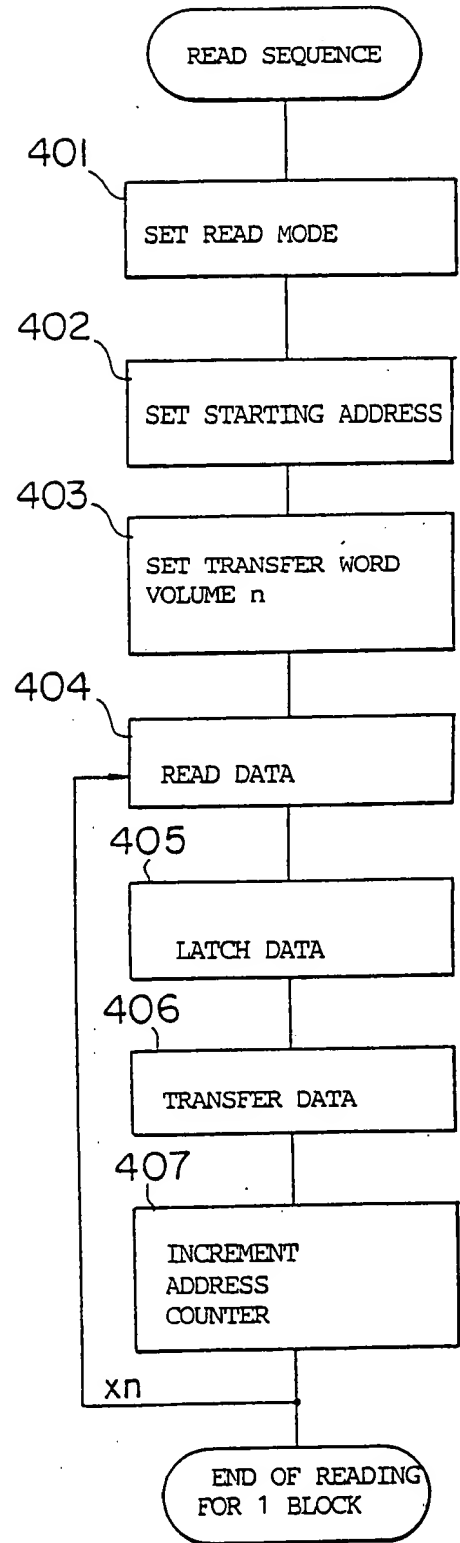 READ SEQUENCE
401
SET READ MODE
402
SET STARTING ADDRESS
403
SET TRANSFER WORD
VOLUME n
404
READ DATA
405
LATCH DATA
406
TRANSFER DATA
407
INCREMENT
ADDRESS
COUNTER
xn
END OF READING
FOR 1 BLOCK